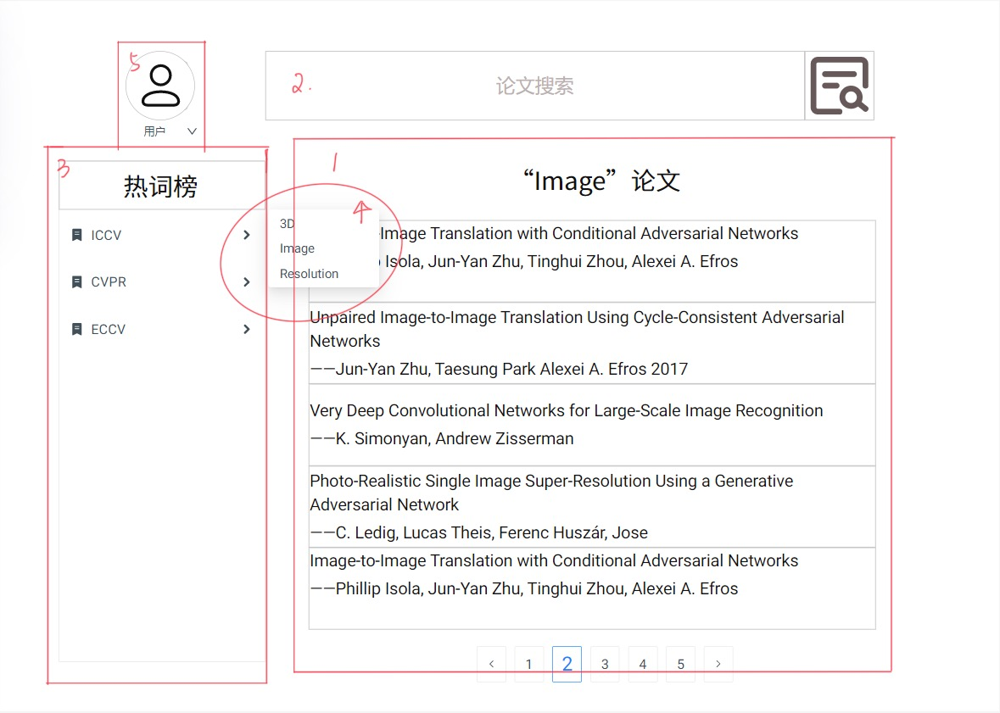 5
用户
2.
论文搜索
3
热词榜
ICCV
CVPR
ECCV
4
3D
Image
Resolution
1
“Image”论文
Image Translation with Conditional Adversarial Networks
Isola, Jun-Yan Zhu, Tinghui Zhou, Alexei A. Efros
Unpaired Image-to-Image Translation Using Cycle-Consistent Adversarial
Networks
——Jun-Yan Zhu, Taesung Park Alexei A. Efros 2017
Very Deep Convolutional Networks for Large-Scale Image Recognition
——K. Simonyan, Andrew Zisserman
Photo-Realistic Single Image Super-Resolution Using a Generative
Adversarial Network
——C. Ledig, Lucas Theis, Ferenc Huszár, Jose
Image-to-Image Translation with Conditional Adversarial Networks
——Phillip Isola, Jun-Yan Zhu, Tinghui Zhou, Alexei A. Efros
< 1 2 3 4 5 >